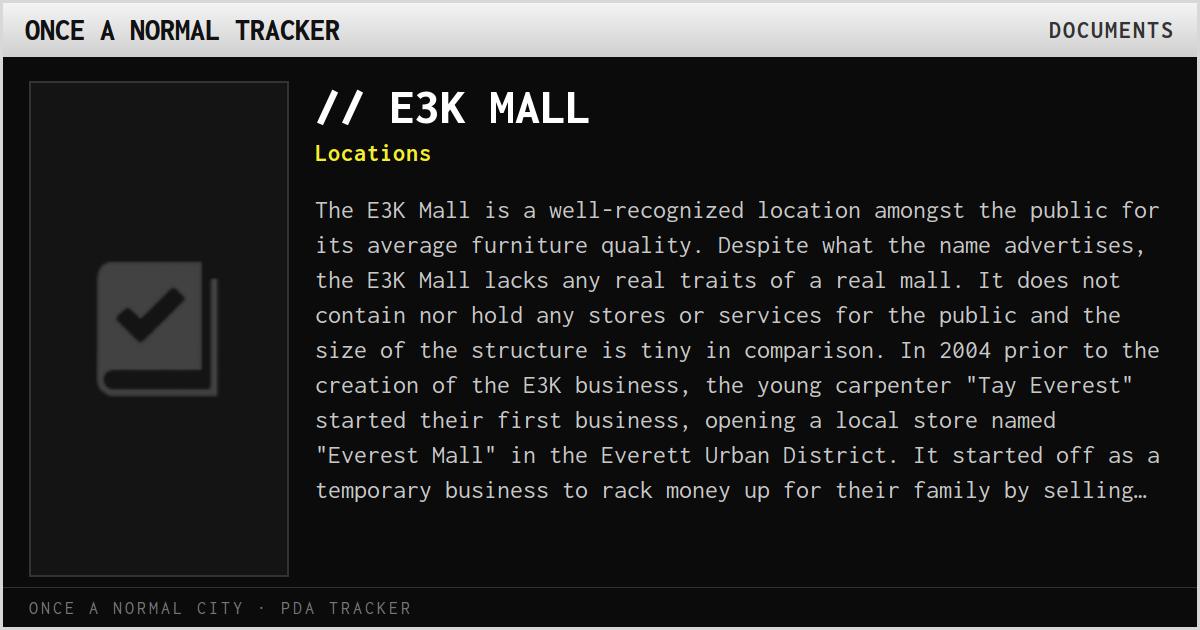 ONCE A NORMAL TRACKER
DOCUMENTS
// E3K MALL
Locations
The E3K Mall is a well-recognized location amongst the public for
its average furniture quality. Despite what the name advertises,
the E3K Mall lacks any real traits of a real mall. It does not
contain nor hold any stores or services for the public and the
size of the structure is tiny in comparison. In 2004 prior to the
creation of the E3K business, the young carpenter "Tay Everest"
started their first business, opening a local store named
"Everest Mall" in the Everett Urban District. It started off as a
temporary business to rack money up for their family by selling…
ONCE A NORMAL CITY · PDA TRACKER